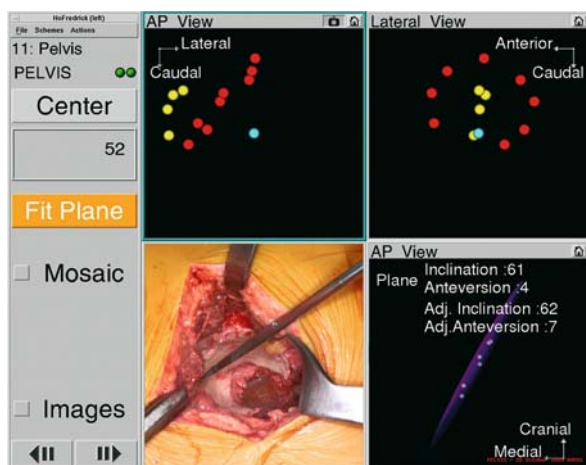 HoFredrick (left)
File Schemes Actions
11: Pelvis
PELVIS
Center
52
Fit Plane
Mosaic
Images
AP View
Lateral
Caudal
Lateral View
Anterior
Caudal
AP View
Plane
Inclination :61
Anteversion :4
Adj. Inclination :62
Adj.Anteversion :7
Cranial
Medial